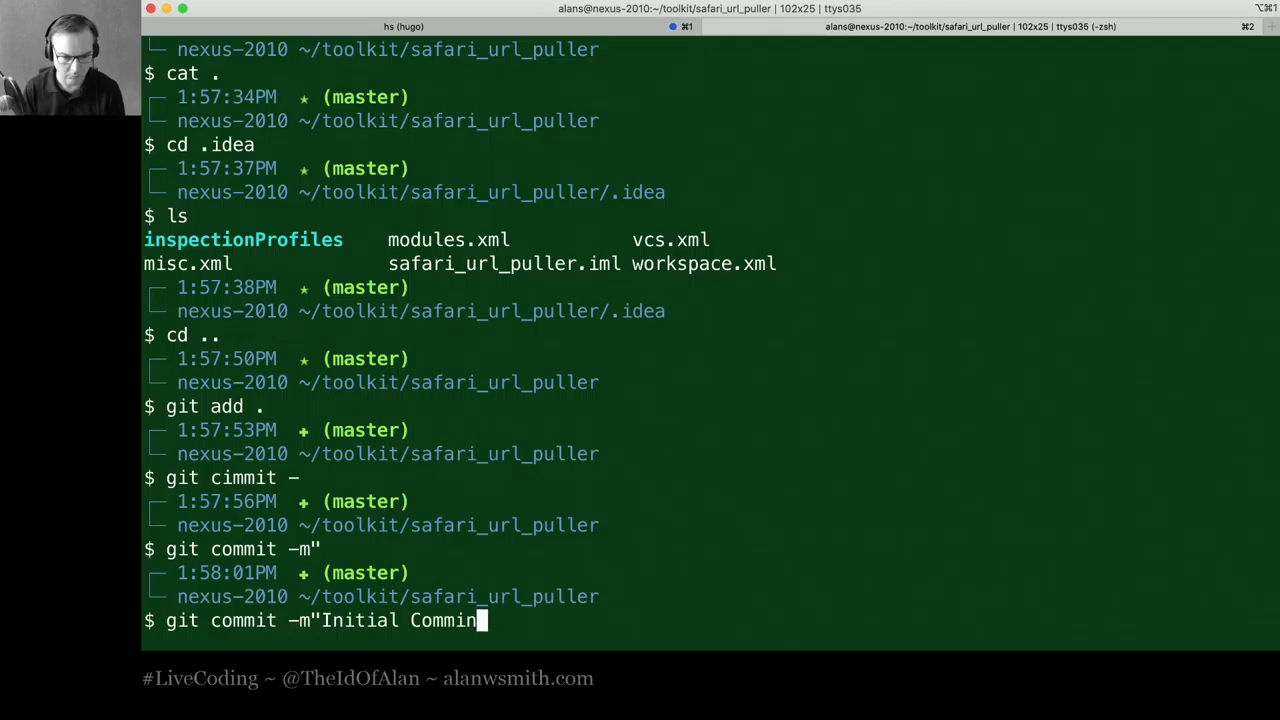 alans@nexus-2010:~/toolkit/safari_url_puller | 102x25 | ttys035
⌥⌘1
hs (hugo)
⌘1
alans@nexus-2010:~/toolkit/safari_url_puller | 102x25 | ttys035 (-zsh)
⌘2
nexus-2010 ~/toolkit/safari_url_puller
$ cat .
1:57:34PM ★ (master)
nexus-2010 ~/toolkit/safari_url_puller
$ cd .idea
1:57:37PM ★ (master)
nexus-2010 ~/toolkit/safari_url_puller/.idea
$ ls
inspectionProfiles modules.xml vcs.xml
misc.xml safari_url_puller.iml workspace.xml
1:57:38PM ★ (master)
nexus-2010 ~/toolkit/safari_url_puller/.idea
$ cd ..
1:57:50PM ★ (master)
nexus-2010 ~/toolkit/safari_url_puller
$ git add .
1:57:53PM ✚ (master)
nexus-2010 ~/toolkit/safari_url_puller
$ git cimmit -
1:57:56PM ✚ (master)
nexus-2010 ~/toolkit/safari_url_puller
$ git commit -m"
1:58:01PM ✚ (master)
nexus-2010 ~/toolkit/safari_url_puller
$ git commit -m"Initial Commin
#LiveCoding ~ @TheIdOfAlan ~ alanwsmith.com